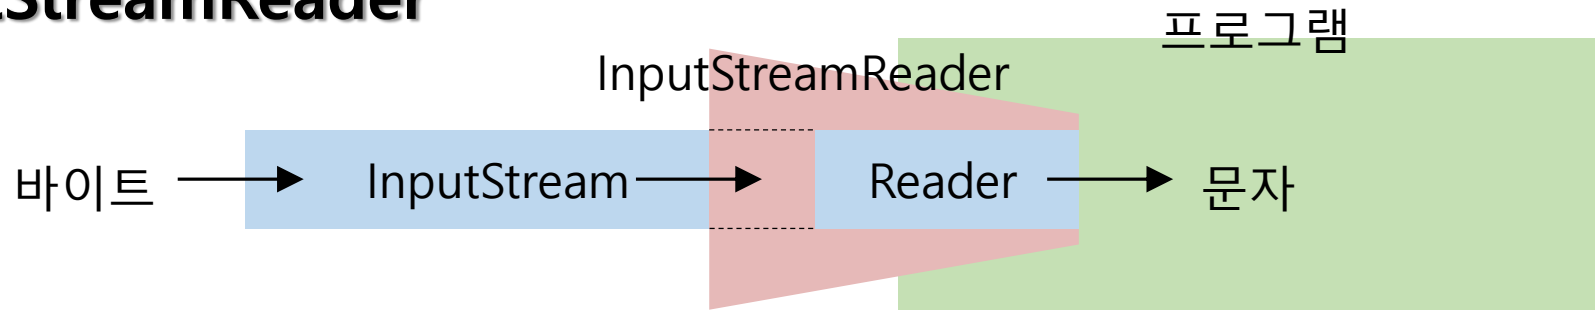 StreamReader
프로그램
InputStreamReader
바이트 InputStream Reader 문자